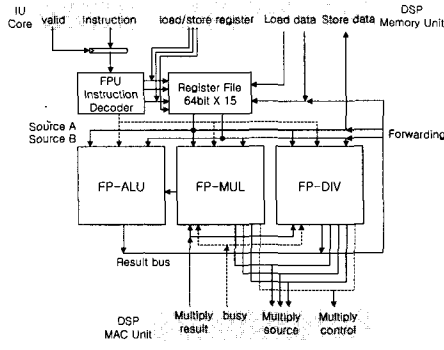 IU
Core
valid
Instruction
load/store register
Load data
Store data
DSP
Memory Unit
FPU
Instruction
Decoder
Register File
64bit X 15
Source A
Source B
Forwarding
FP-ALU
FP-MUL
FP-DIV
Result bus
DSP
MAC Unit
Multiply
result
busy
Multiply
source
Multiply
control